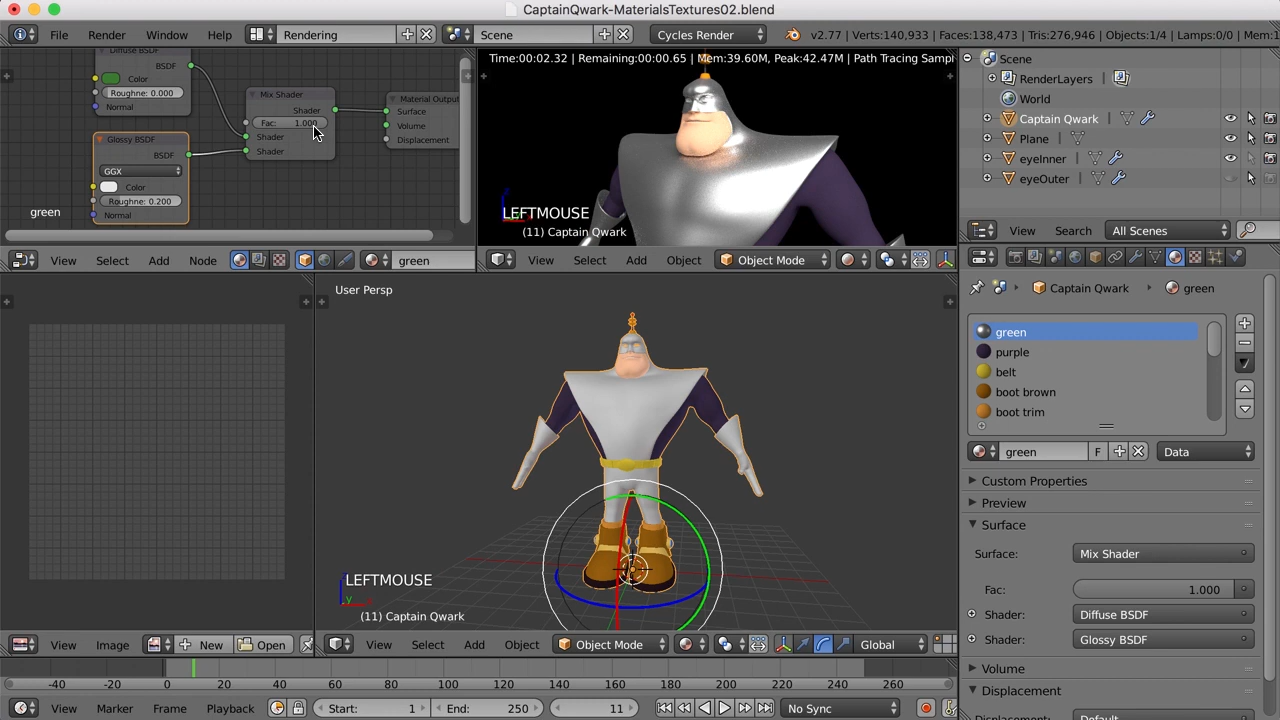 CaptainQwark-MaterialsTextures02.blend
File Render Window Help Rendering Scene Cycles Render v2.77 | Verts:140,933 | Faces:138,473 | Tris:276,946 | Objects:1/4 | Lamps:0/0 | Mem:1
Diffuse BSDF
BSDF
Color
Roughne: 0.000
Normal
Mix Shader
Shader
Fac: 1.000
Shader
Shader
Material Output
Surface
Volume
Displacement
Glossy BSDF
BSDF
GGX
Color
Roughne: 0.200
Normal
green
View Select Add Node green
Time:00:02.32 | Remaining:00:00.65 | Mem:39.60M, Peak:42.47M | Path Tracing Sampl
LEFTMOUSE
(11) Captain Qwark
View Select Add Object Object Mode
Scene
RenderLayers
World
Captain Qwark
Plane
eyeInner
eyeOuter
View Search All Scenes
Captain Qwark green
green
purple
belt
boot brown
boot trim
green F Data
Custom Properties
Preview
Surface
Surface: Mix Shader
Fac: 1.000
Shader: Diffuse BSDF
Shader: Glossy BSDF
Volume
Displacement
Displacement: Default
User Persp
LEFTMOUSE
y
(11) Captain Qwark
View Image New Open
View Select Add Object Object Mode Global
-40 -20 0 20 40 60 80 100 120 140 160 180 200 220 240 260
View Marker Frame Playback Start: 1 End: 250 11 No Sync